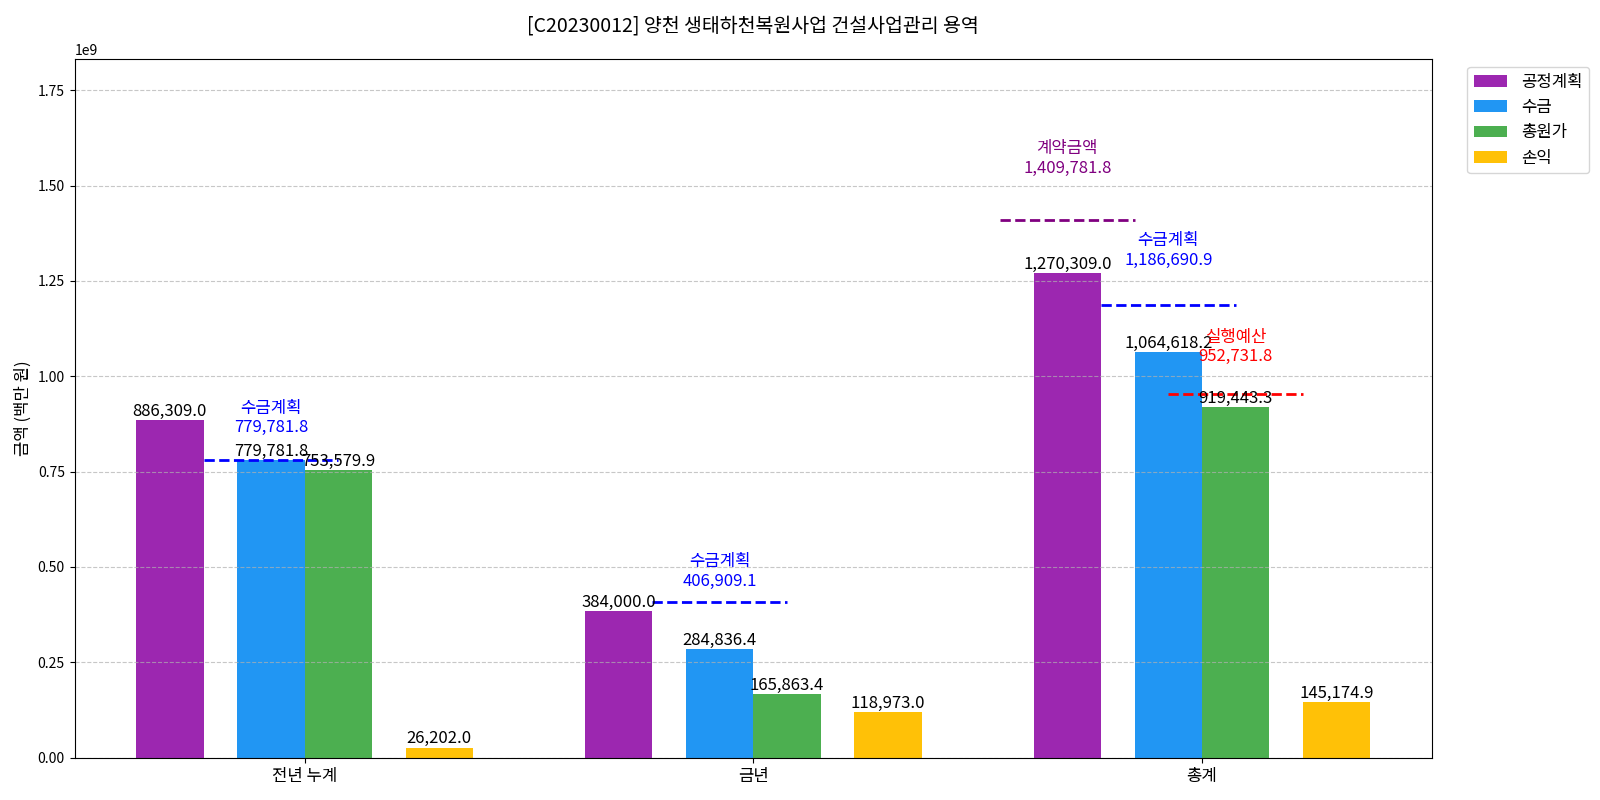 [C20230012] 양천 생태하천복원사업 건설사업관리 용역
1e9
금액 (백만 원)
1.75
1.50
1.25
1.00
0.75
0.50
0.25
0.00
886,309.0
수금계획
779,781.8
779,781.8
753,579.9
26,202.0
384,000.0
수금계획
406,909.1
284,836.4
165,863.4
118,973.0
계약금액
1,409,781.8
1,270,309.0
수금계획
1,186,690.9
1,064,618.2
실행예산
952,731.8
919,443.3
145,174.9
전년 누계
금년
총계
공정계획
수금
총원가
손익